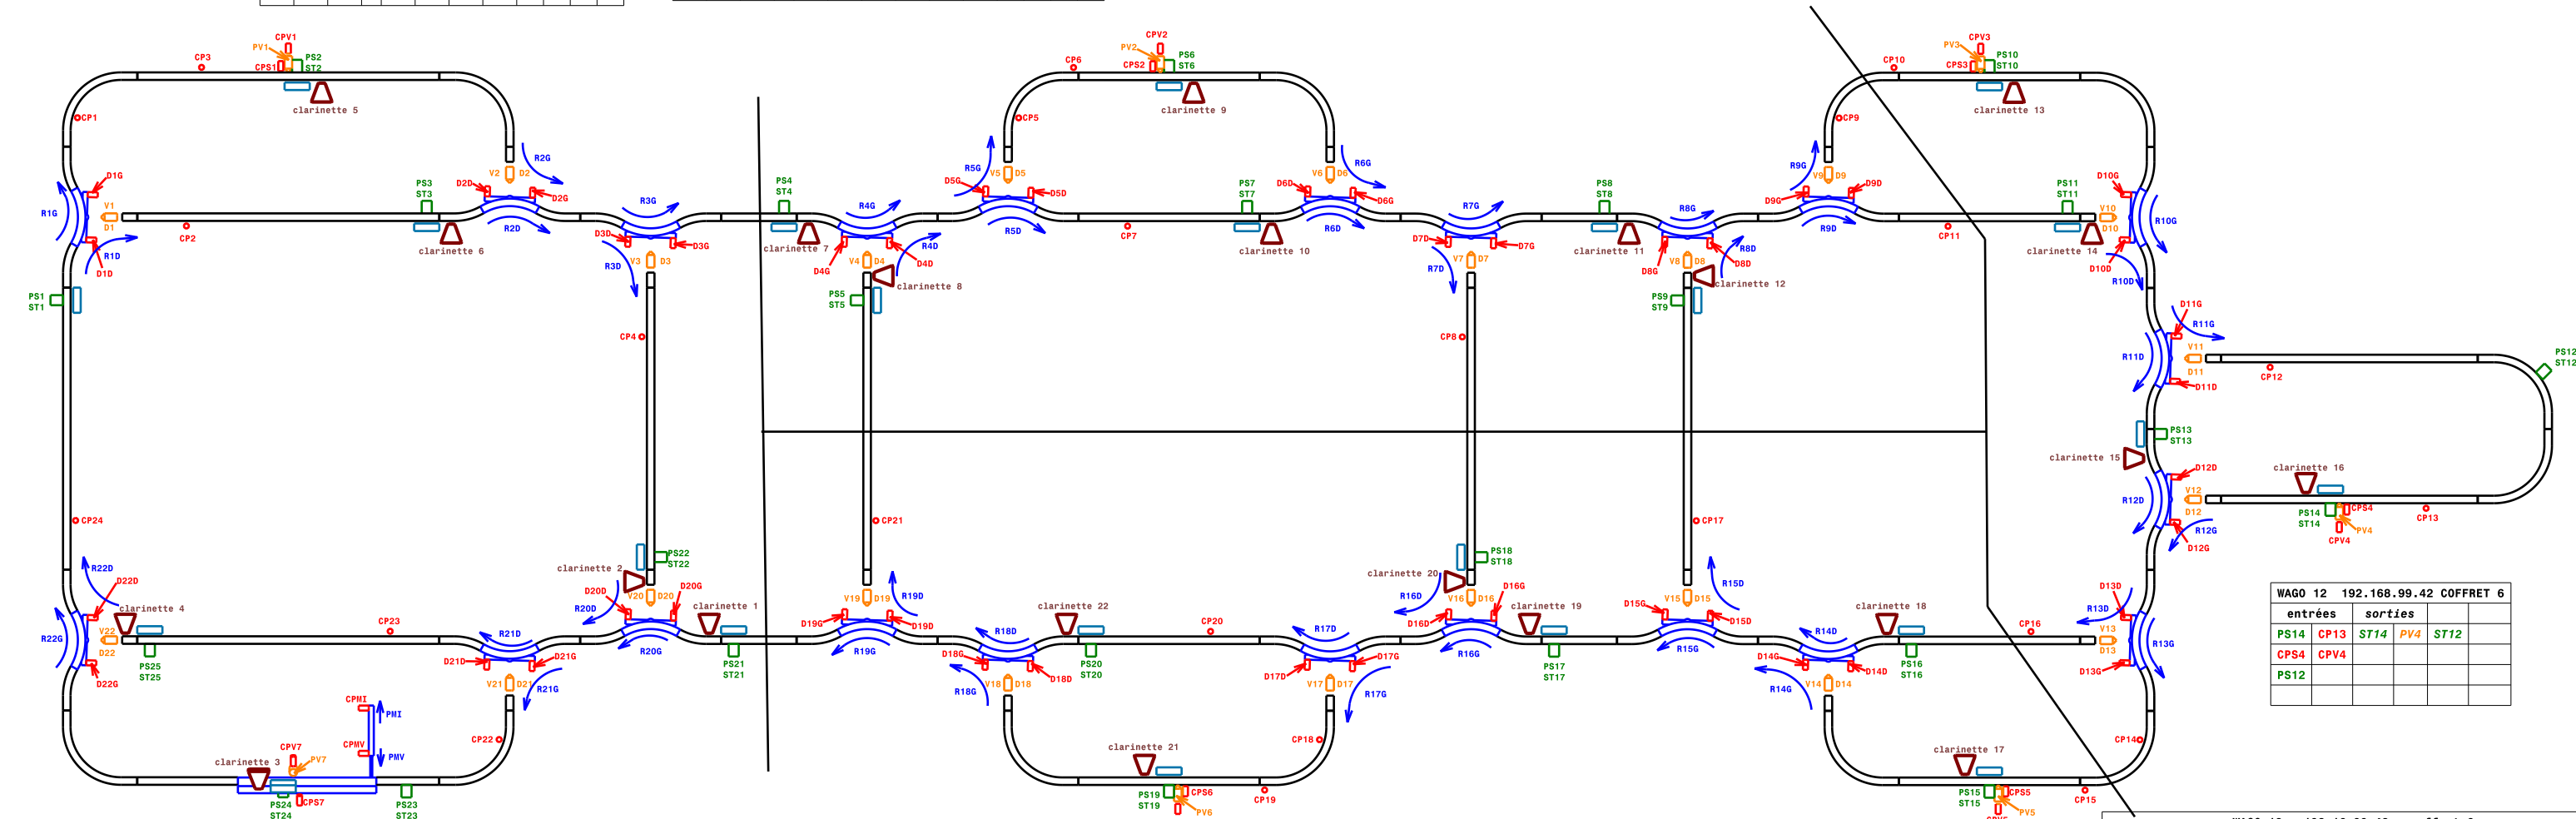 CPV1
PV1
PS2
CP3
ST2
CPS1
clarinette 5
CP1
CPV2
PV2
PS6
CP6
ST6
CPS2
clarinette 9
CP5
CPV3
PV3
PS10
CP10
ST10
CPS3
clarinette 13
CP9
D1G
R1G
V1
D1
R1D
D1D
CP2
PS3
ST3
clarinette 6
D2D
V2 D2
R2G
D2G
R2D
R3G
D3D
D3G
R3D
V3 D3
PS4
ST4
clarinette 7
R4G
D4G
R4D
D4D
V4 D4
clarinette 8
R5G
D5G
V5 D5
D5D
R5D
CP7
PS7
ST7
clarinette 10
D6D
V6 D6
R6G
D6G
R6D
R7G
D7D
D7G
R7D
V7 D7
PS8
ST8
clarinette 11
R8G
D8G
R8D
D8D
V8 D8
clarinette 12
R9G
D9G
V9 D9
D9D
R9D
CP11
PS11
ST11
clarinette 14
D10G
V10
D10
R10G
D10D
R10D
PS1
ST1
PS5
ST5
PS9
ST9
CP4
CP8
D11G
R11G
R11D
V11
D11
D11D
CP12
PS12
ST12
PS13
ST13
clarinette 15
D12D
R12D
V12
D12
R12G
D12G
clarinette 16
PS14
ST14
CPS4
PV4
CPV4
CP13
CP24
CP21
CP17
R22D
D22D
clarinette 4
R22G
V22
D22
D22G
PS25
ST25
CP23
clarinette 2
PS22
ST22
D20D
D20G
R20D
V20 D20
R20G
clarinette 1
PS21
ST21
R21D
D21D
D21G
V21 D21
R21G
R19D
V19 D19
D19G
D19D
R19G
clarinette 22
R18D
D18G
D18D
R18G
V18 D18
PS20
ST20
CP20
R17D
D17G
D17D
V17 D17
R17G
clarinette 20
PS18
ST18
R16D
D16G
V16 D16
D16D
R16G
clarinette 19
PS17
ST17
R15D
D15G
V15 D15
D15D
R15G
clarinette 18
R14D
D14G
D14D
R14G
V14 D14
PS16
ST16
CP16
D13D
R13D
V13
D13
D13G
R13G
WAGO 12 192.168.99.42 COFFRET 6
entrées sorties
PS14 CP13 ST14 PV4 ST12
CPS4 CPV4
PS12
CPMI
PMI
CPMV
PMV
CP22
CPV7
PV7
clarinette 3
PS24
ST24
CPS7
PS23
ST23
clarinette 21
CP18
PS19
ST19
CPS6
PV6
CP19
clarinette 17
CP14
PS15
ST15
CPS5
PV5
CP15